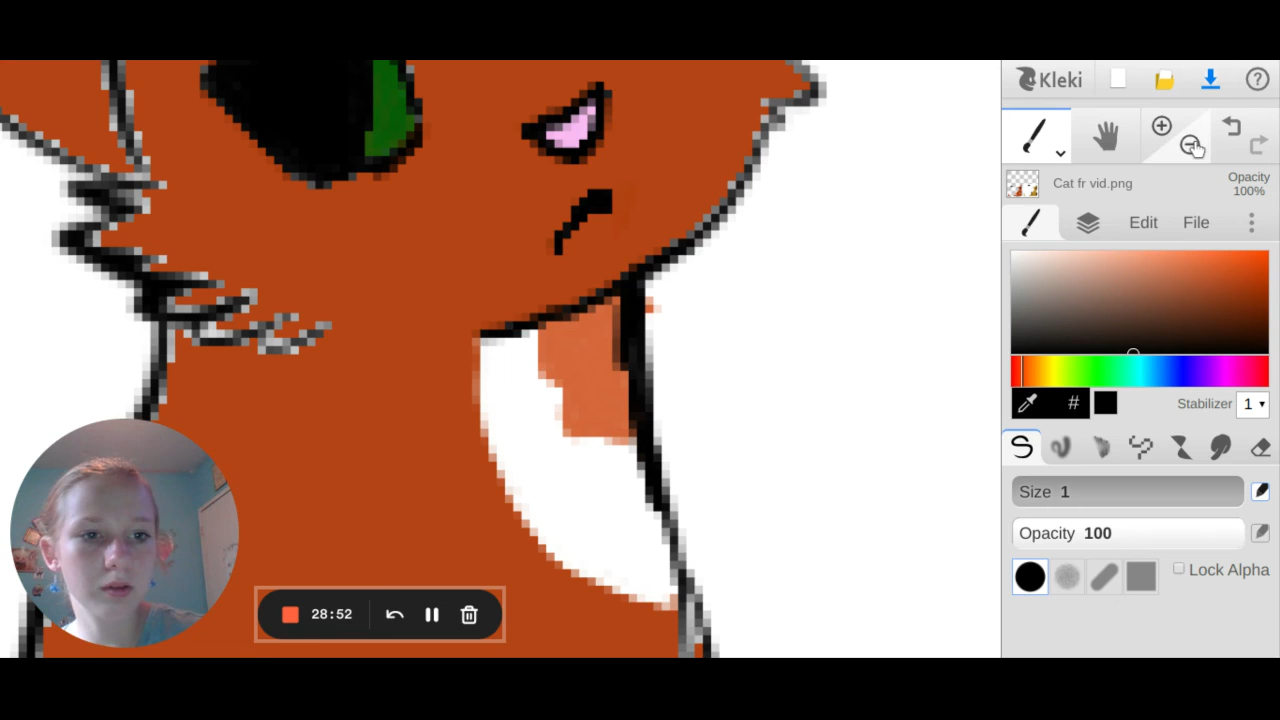 Kleki
?
Cat fr vid.png
Opacity
100%
Edit File
#
Stabilizer 1
Size 1
Opacity 100
Lock Alpha
28:52